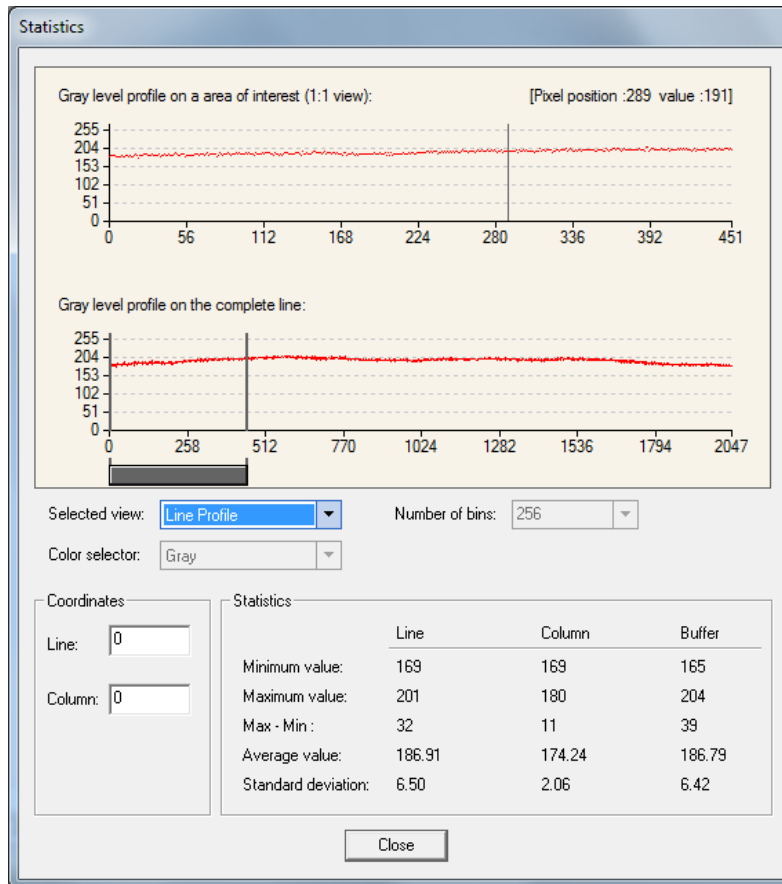 Statistics
Gray level profile on a area of interest (1:1 view): [Pixel position :289 value :191]
255
204
153
102
51
0
0 56 112 168 224 280 336 392 451
Gray level profile on the complete line:
255
204
153
102
51
0
0 258 512 770 1024 1282 1536 1794 2047
Selected view: Line Profile Number of bins: 256
Color selector: Gray
Coordinates
Line: 0
Column: 0
Statistics
Line Column Buffer
Minimum value: 169 169 165
Maximum value: 201 180 204
Max - Min : 32 11 39
Average value: 186.91 174.24 186.79
Standard deviation: 6.50 2.06 6.42
Close